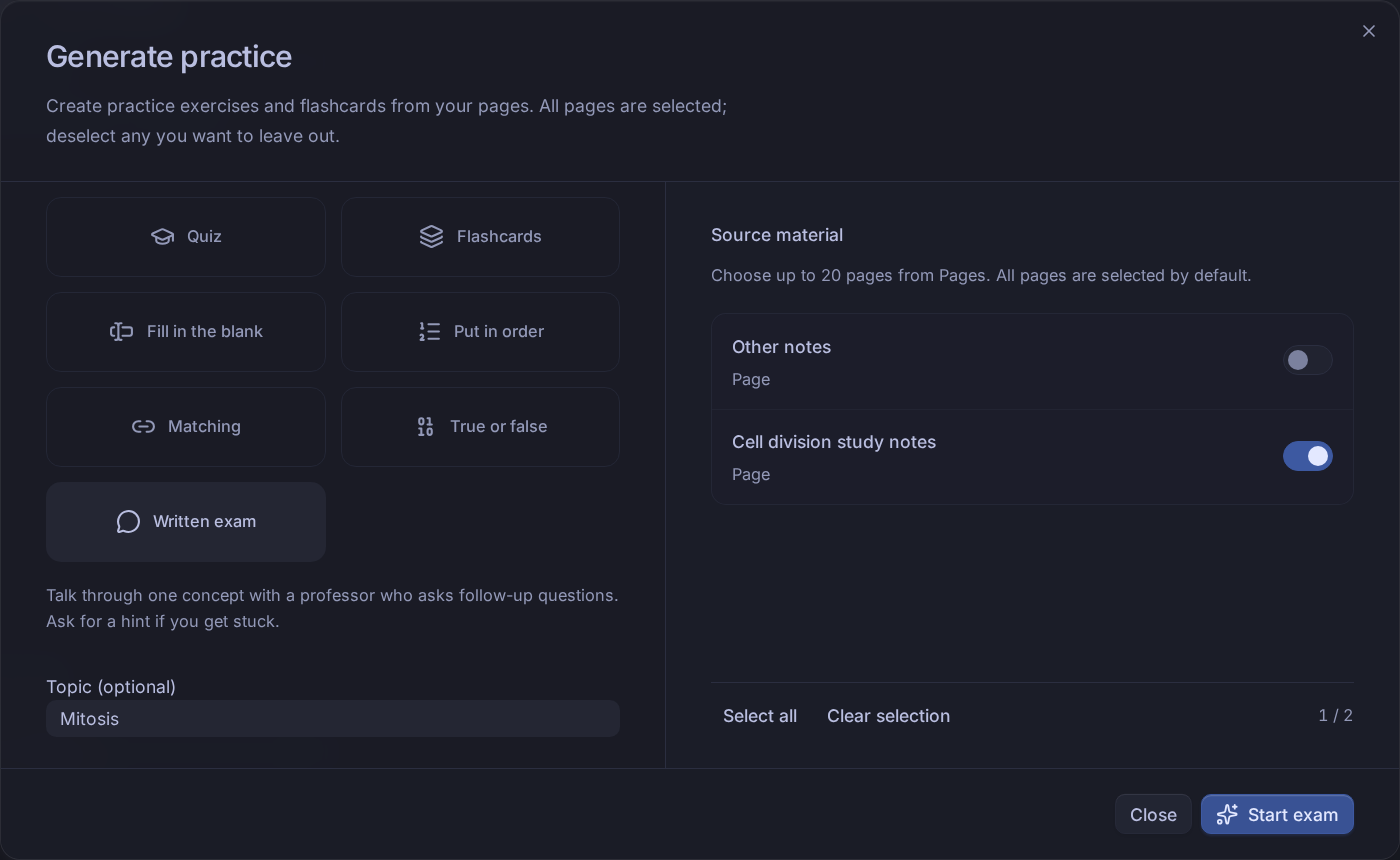 Generate practice
Create practice exercises and flashcards from your pages. All pages are selected;
deselect any you want to leave out.
Quiz
Flashcards
Fill in the blank
Put in order
Matching
True or false
Written exam
Talk through one concept with a professor who asks follow-up questions.
Ask for a hint if you get stuck.
Topic (optional)
Mitosis
Source material
Choose up to 20 pages from Pages. All pages are selected by default.
Other notes
Page
Cell division study notes
Page
Select all
Clear selection
1 / 2
Close
Start exam